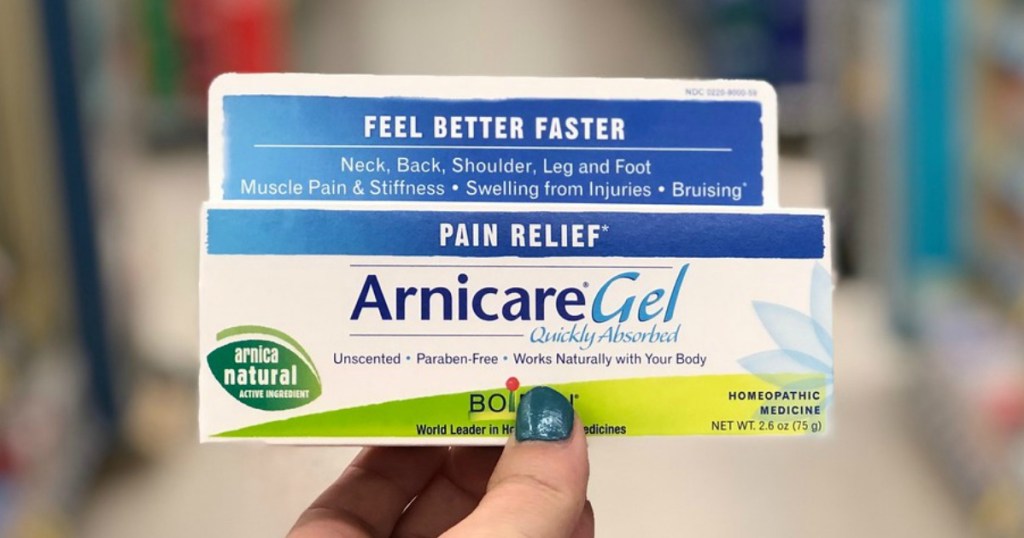 NDC 0220-9000-59
FEEL BETTER FASTER
Neck, Back, Shoulder, Leg and Foot
Muscle Pain & Stiffness • Swelling from Injuries • Bruising*
PAIN RELIEF*
Arnicare® Gel
Quickly Absorbed
Unscented • Paraben-Free • Works Naturally with Your Body
arnica
natural
ACTIVE INGREDIENT
HOMEOPATHIC
MEDICINE
NET WT. 2.6 oz (75 g)
World Leader in